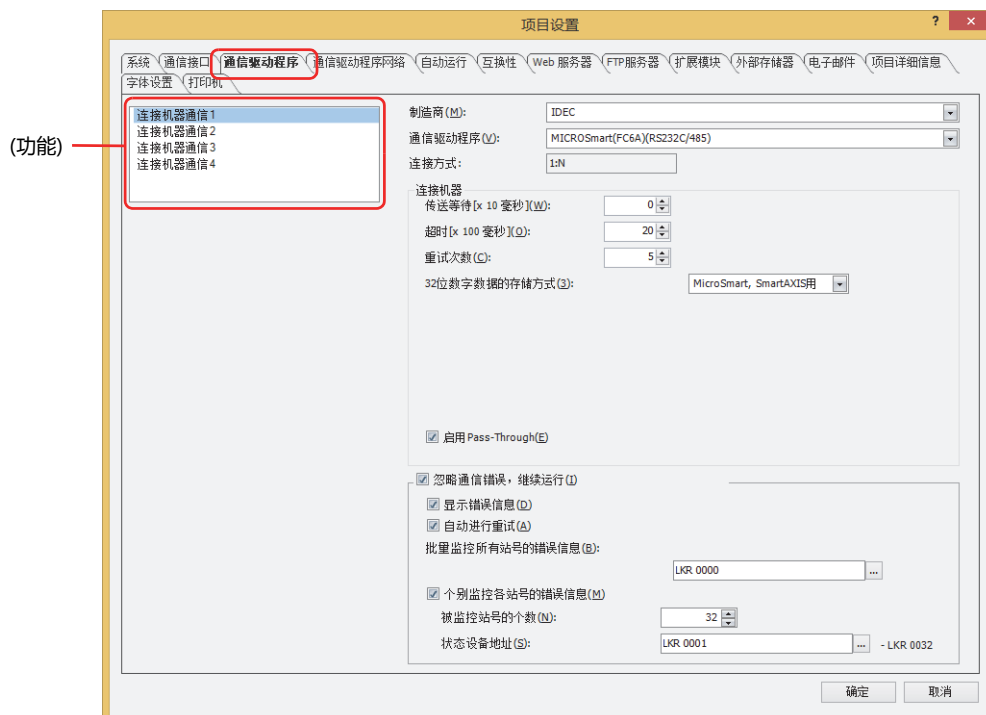 项目设置
?
×
系统 通信接口 通信驱动程序 通信驱动程序网络 自动运行 互换性 Web 服务器 FTP服务器 扩展模块 外部存储器 电子邮件 项目详细信息
字体设置 打印机
(功能)
连接机器通信1
连接机器通信2
连接机器通信3
连接机器通信4
制造商(M): IDEC
通信驱动程序(V): MICROSmart(FC6A)(RS232C/485)
连接方式: 1:N
连接机器
传送等待[x 10 毫秒](W): 0
超时[x 100 毫秒](O): 20
重试次数(C): 5
32位数字数据的存储方式(3): MicroSmart, SmartAXIS用
启用Pass-Through(E)
忽略通信错误，继续运行(I)
显示错误信息(D)
自动进行重试(A)
批量监控所有站号的错误信息(B):
LKR 0000 ...
个别监控各站号的错误信息(M)
被监控站号的个数(N): 32
状态设备地址(S): LKR 0001 ... - LKR 0032
确定 取消